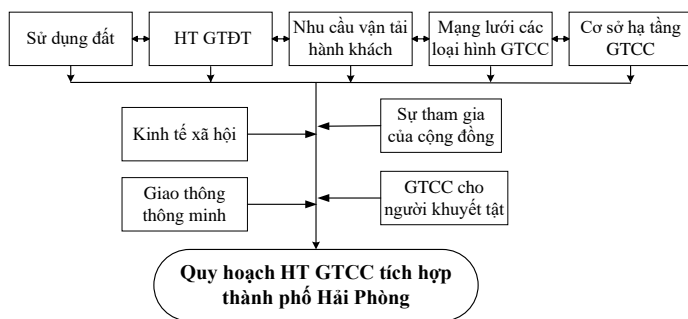 Sử dụng đất
HT GTĐT
Nhu cầu vận tải
hành khách
Mạng lưới các
loại hình GTCC
Cơ sở hạ tầng
GTCC
Kinh tế xã hội
Sự tham gia
của cộng đồng
Giao thông
thông minh
GTCC cho
người khuyết tật
Quy hoạch HT GTCC tích hợp
thành phố Hải Phòng